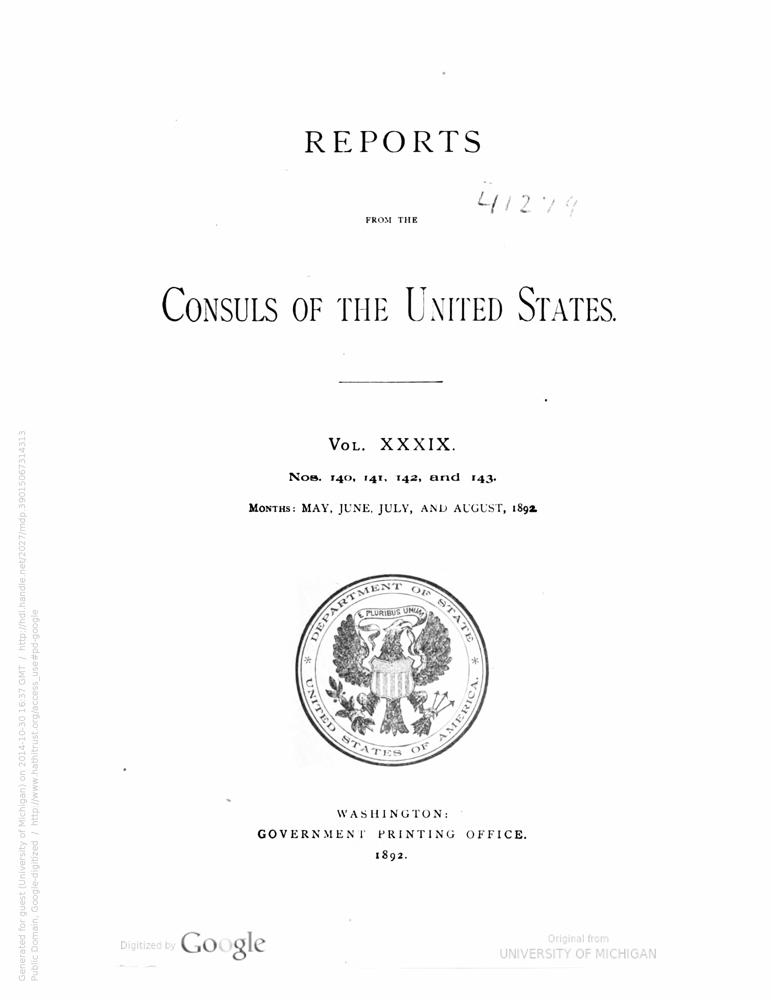 REPORTS
FROM THE
CONSULS OF THE UNITED STATES.
VOL. XXXIX.
Nos. 140, 141, 142, and 143.
MONTHS: MAY, JUNE, JULY, AND AUGUST, 1892
DEPARTMENT OF STATE
E PLURIBUS UNUM
* *
UNITED STATES OF AMERICA.
WASHINGTON:
GOVERNMENT PRINTING OFFICE.
1892.
Digitized by Google
Original from
UNIVERSITY OF MICHIGAN
Generated for guest (University of Michigan) on 2014-10-30 16:37 GMT / http://hdl.handle.net/2027/mdp.39015067314313
Public Domain, Google-digitized / http://www.hathitrust.org/access_use#pd-google